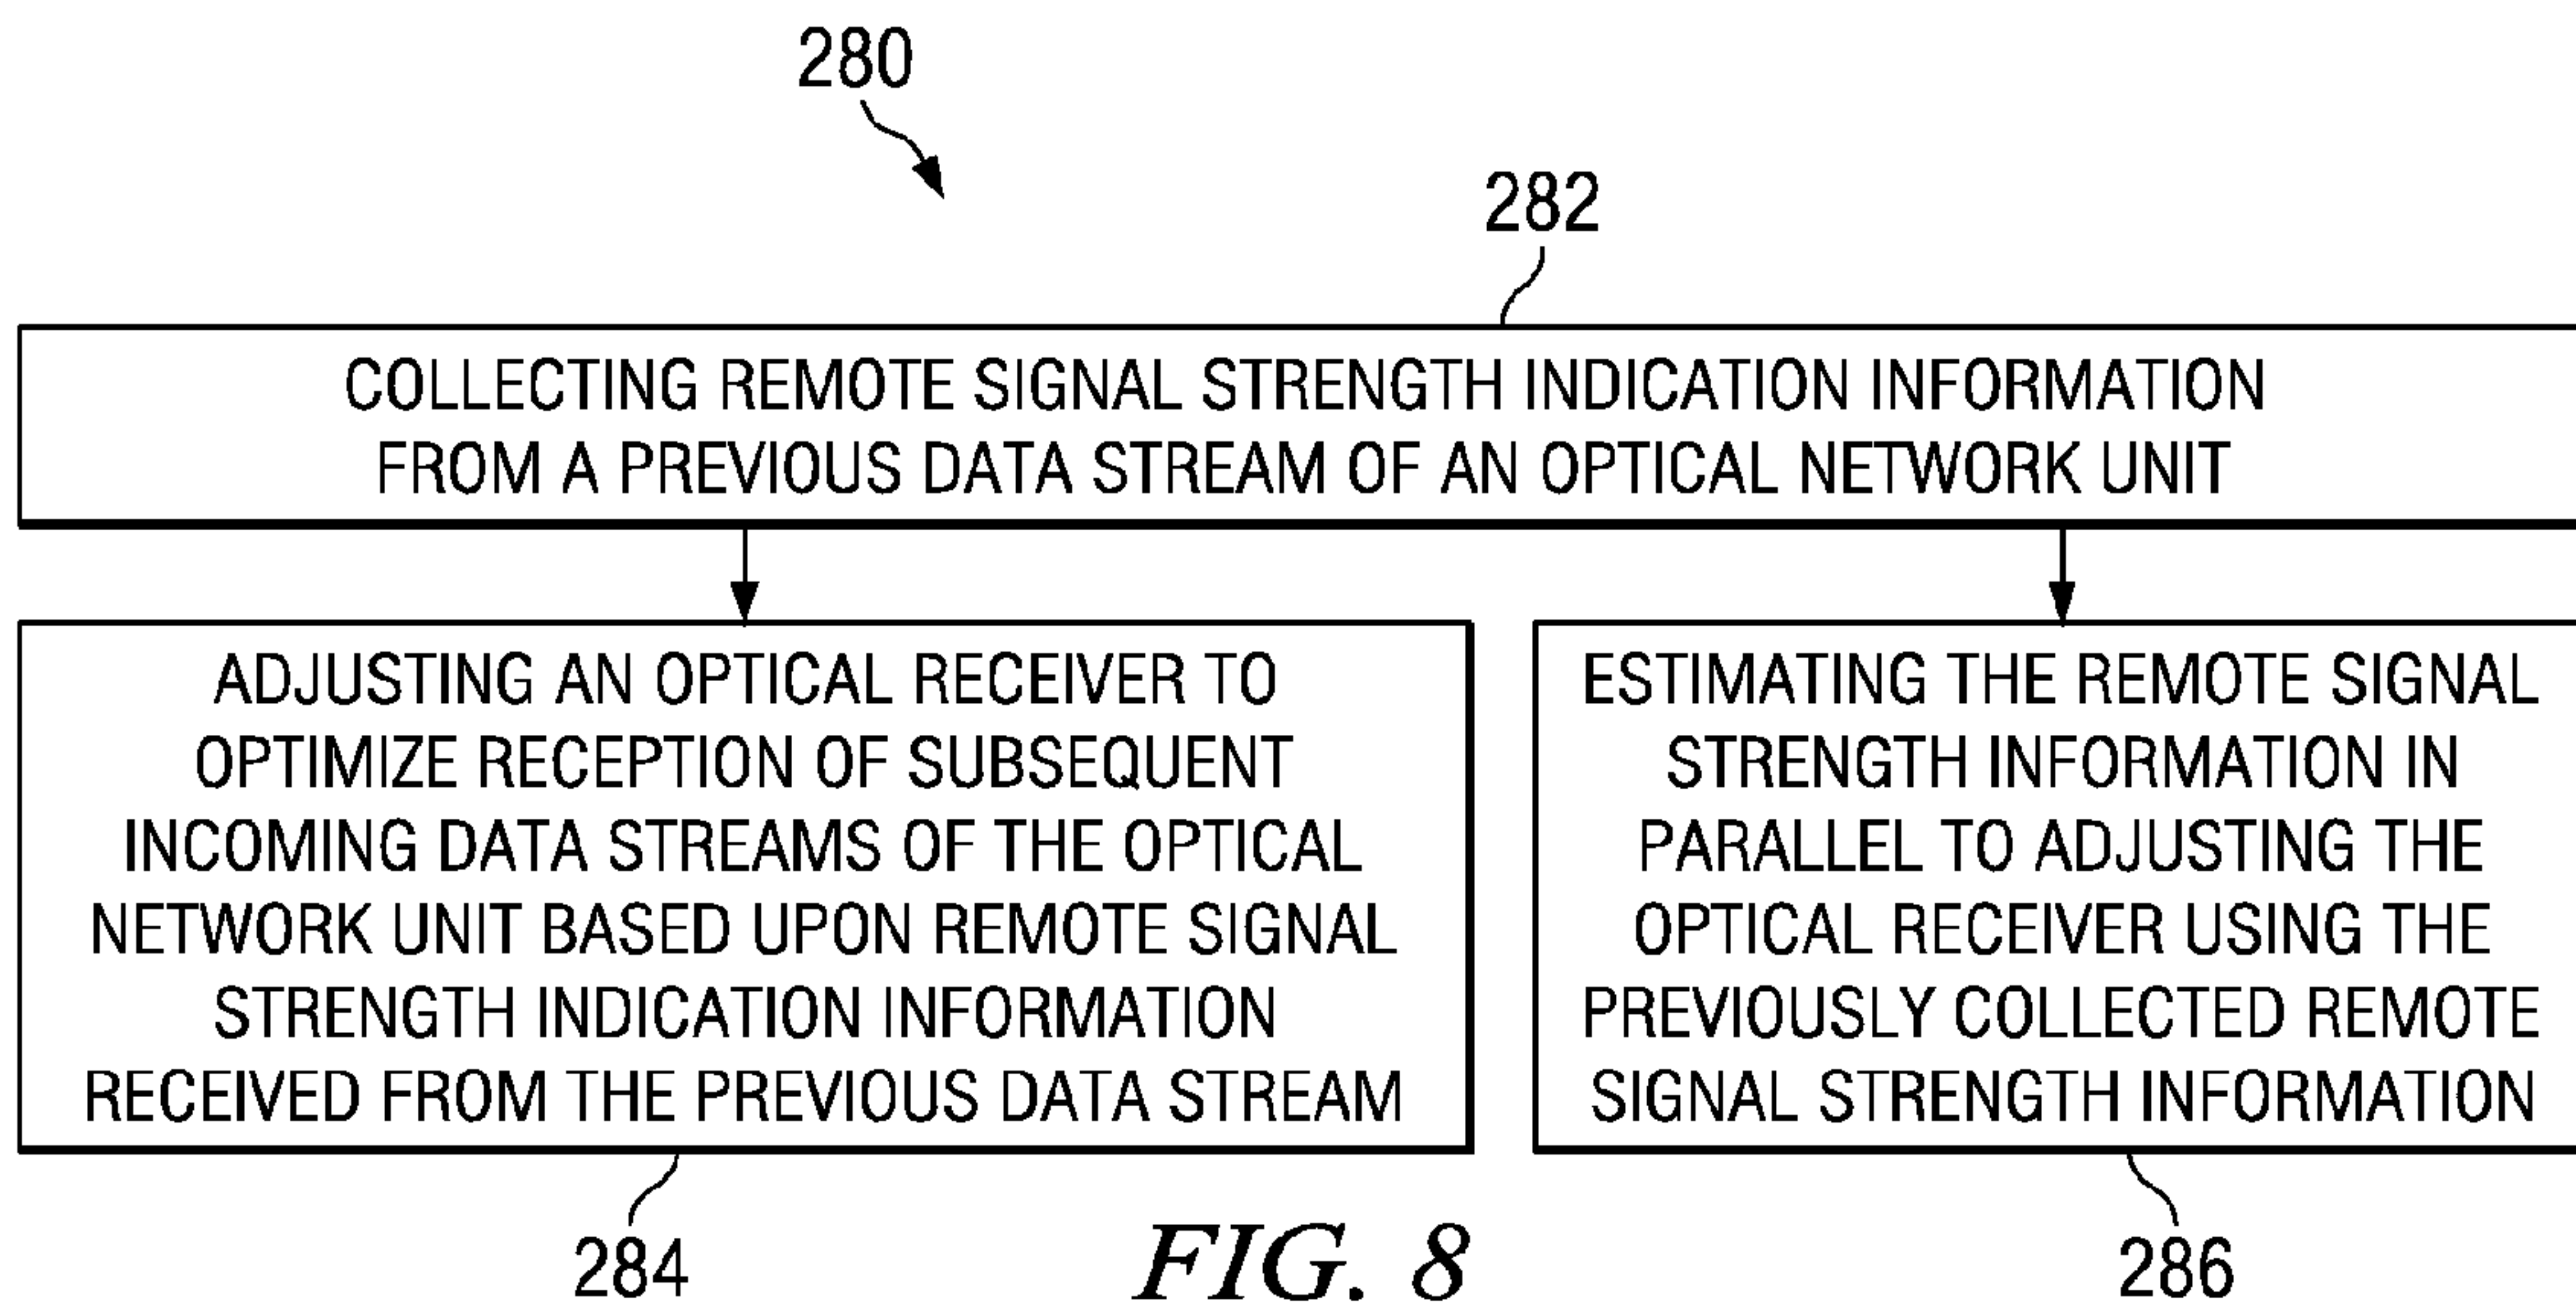 280
282
COLLECTING REMOTE SIGNAL STRENGTH INDICATION INFORMATION
FROM A PREVIOUS DATA STREAM OF AN OPTICAL NETWORK UNIT
ADJUSTING AN OPTICAL RECEIVER TO
OPTIMIZE RECEPTION OF SUBSEQUENT
INCOMING DATA STREAMS OF THE OPTICAL
NETWORK UNIT BASED UPON REMOTE SIGNAL
STRENGTH INDICATION INFORMATION
RECEIVED FROM THE PREVIOUS DATA STREAM
ESTIMATING THE REMOTE SIGNAL
STRENGTH INFORMATION IN
PARALLEL TO ADJUSTING THE
OPTICAL RECEIVER USING THE
PREVIOUSLY COLLECTED REMOTE
SIGNAL STRENGTH INFORMATION
284
286
FIG. 8